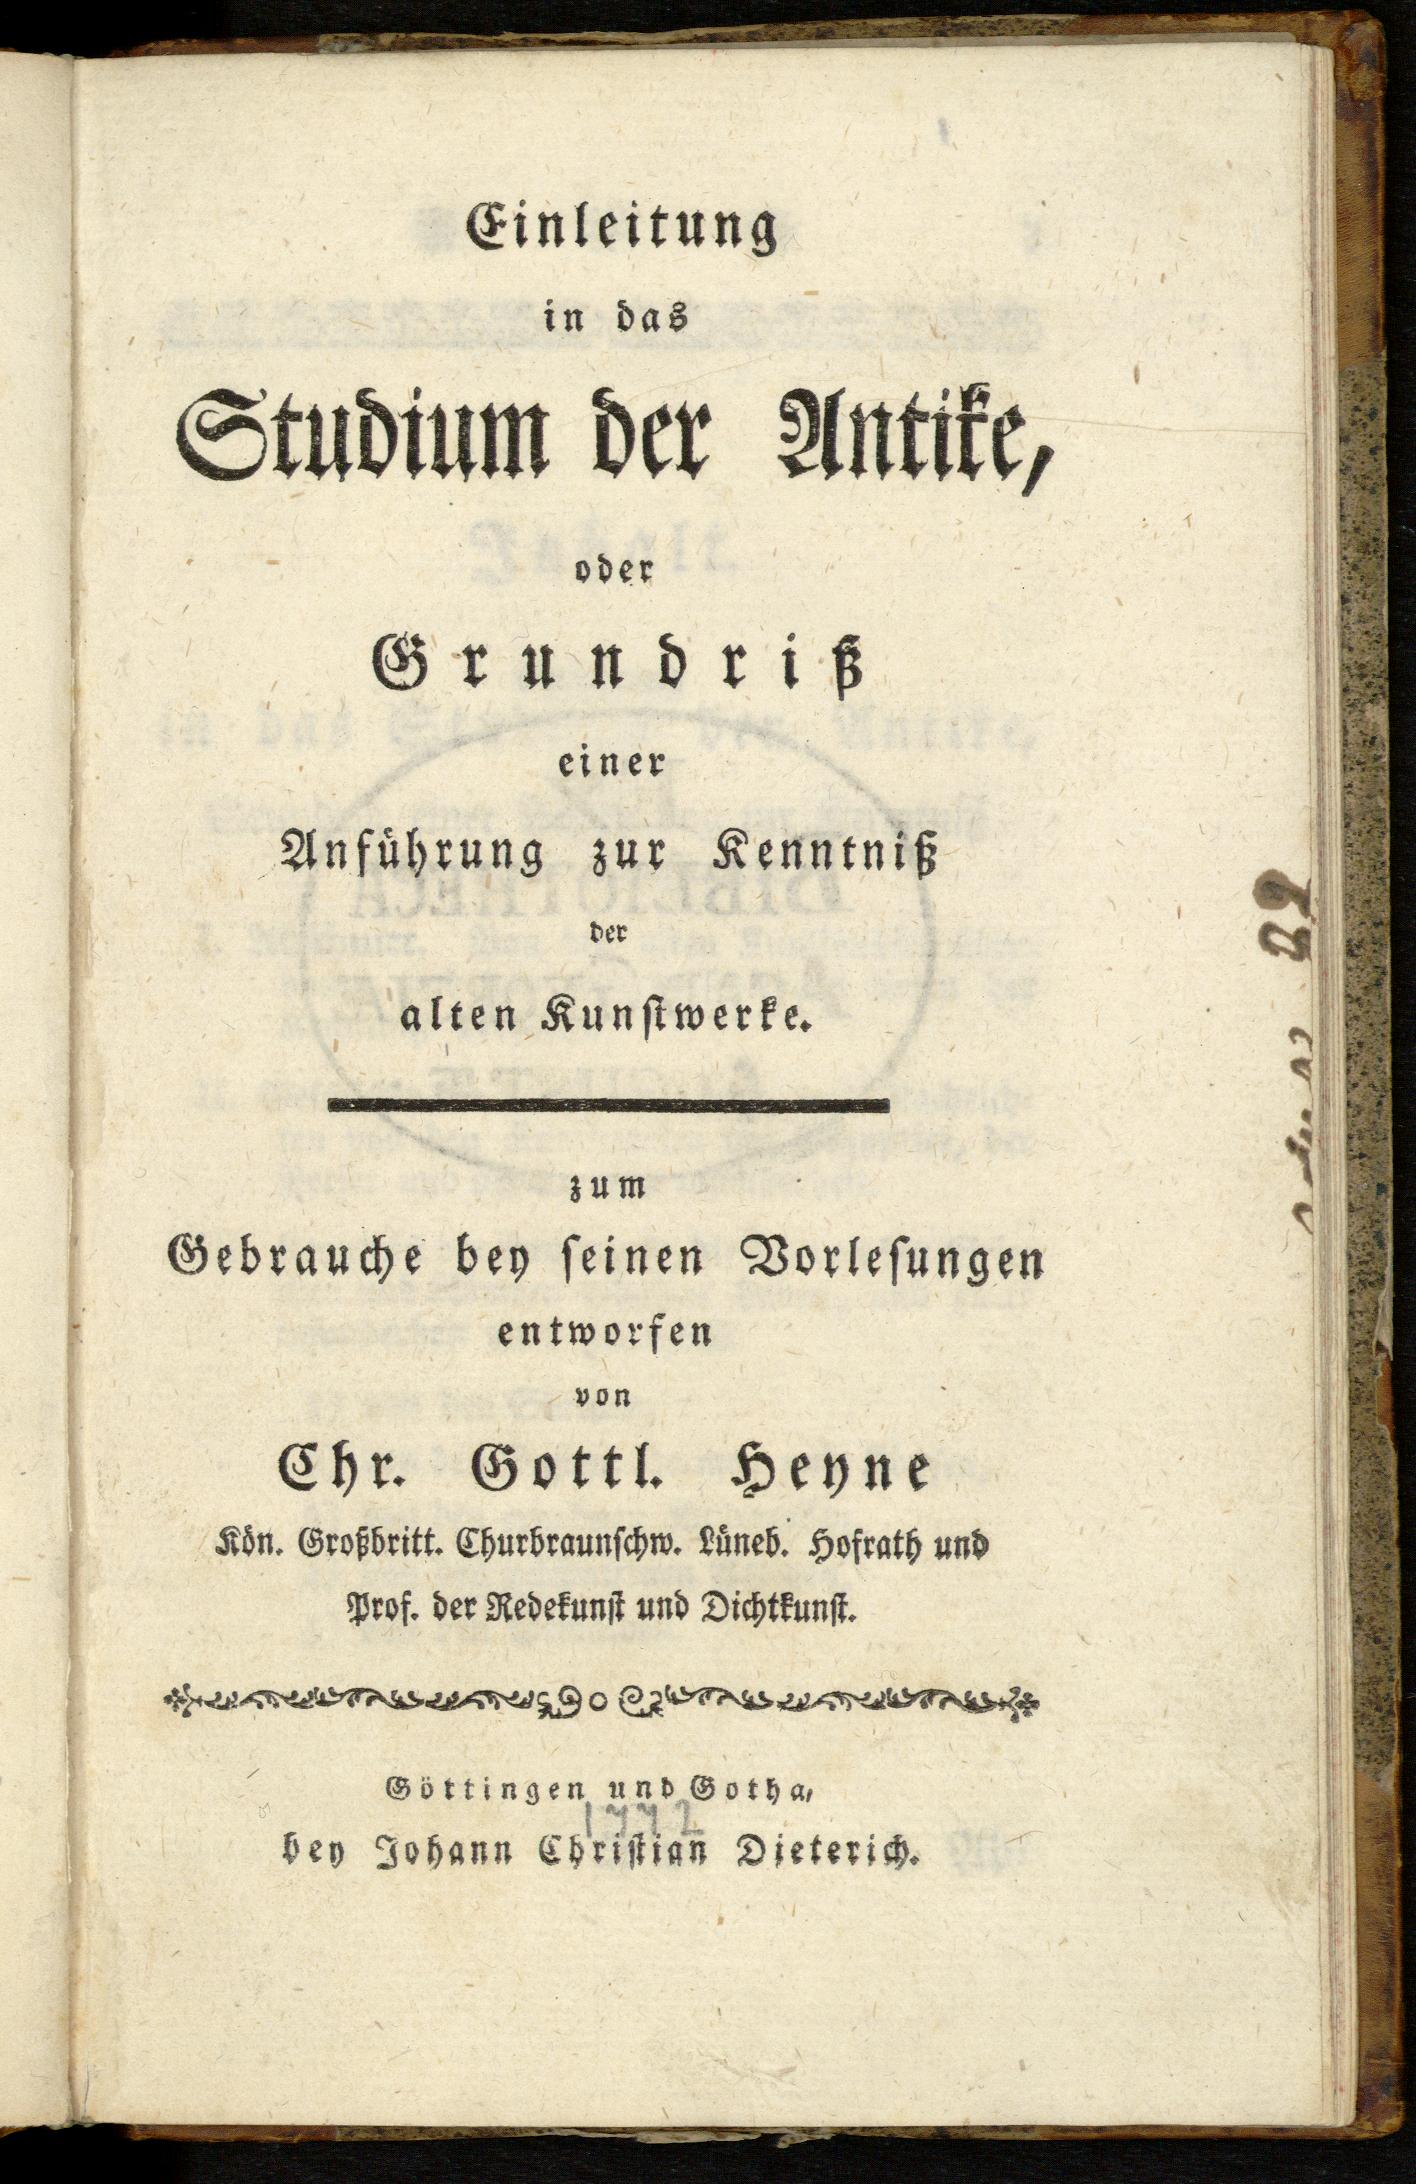 Einleitung
in das
Studium der Antike,
oder
Grundriß
einer
Anführung zur Kenntniß
der
alten Kunſtwerke.
zum
Gebrauche bey ſeinen Vorleſungen
entworfen
von
Chr. Gottl. Heyne
Kön. Großbritt. Churbraunſchw. Lüneb. Hofrath und
Prof. der Redekunſt und Dichtkunſt.
Göttingen und Gotha,
1772
bey Johann Chriſtian Dieterich.